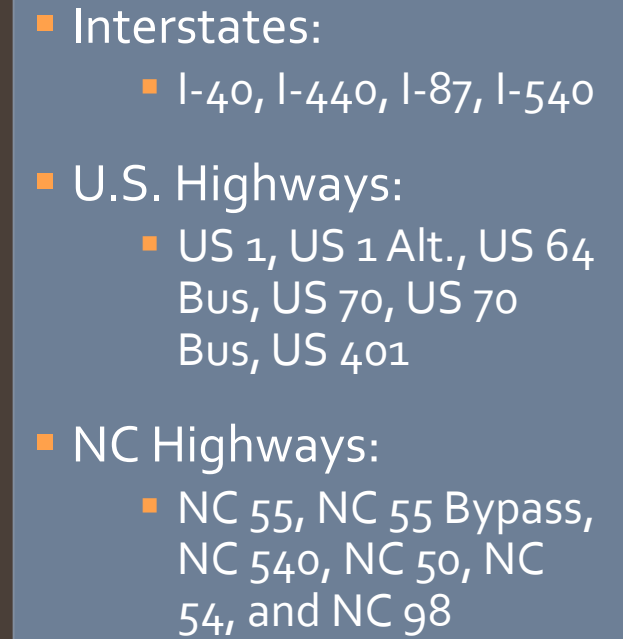 Interstates:
I-40, I-440, I-87, I-540
U.S. Highways:
US 1, US 1 Alt., US 64
Bus, US 70, US 70
Bus, US 401
NC Highways:
NC 55, NC 55 Bypass,
NC 540, NC 50, NC
54, and NC 98